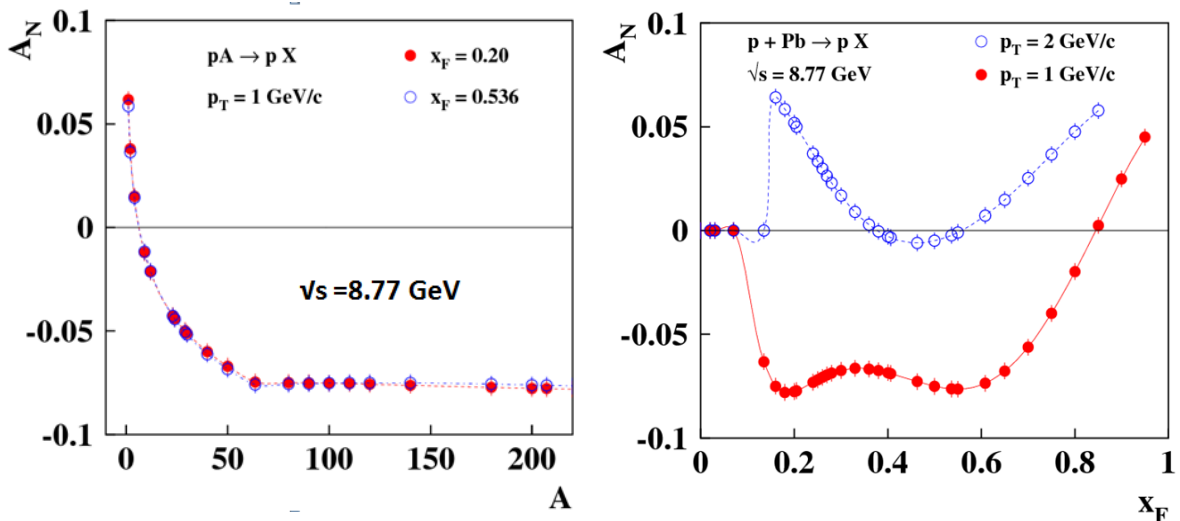 0.1
A_N
pA → p X
x_F = 0.20
p_T = 1 GeV/c
x_F = 0.536
0.05
0
√s =8.77 GeV
-0.05
-0.1
0
50
100
150
200
A
0.1
A_N
p + Pb → p X
p_T = 2 GeV/c
√s = 8.77 GeV
p_T = 1 GeV/c
0.05
0
-0.05
-0.1
0
0.2
0.4
0.6
0.8
1
x_F